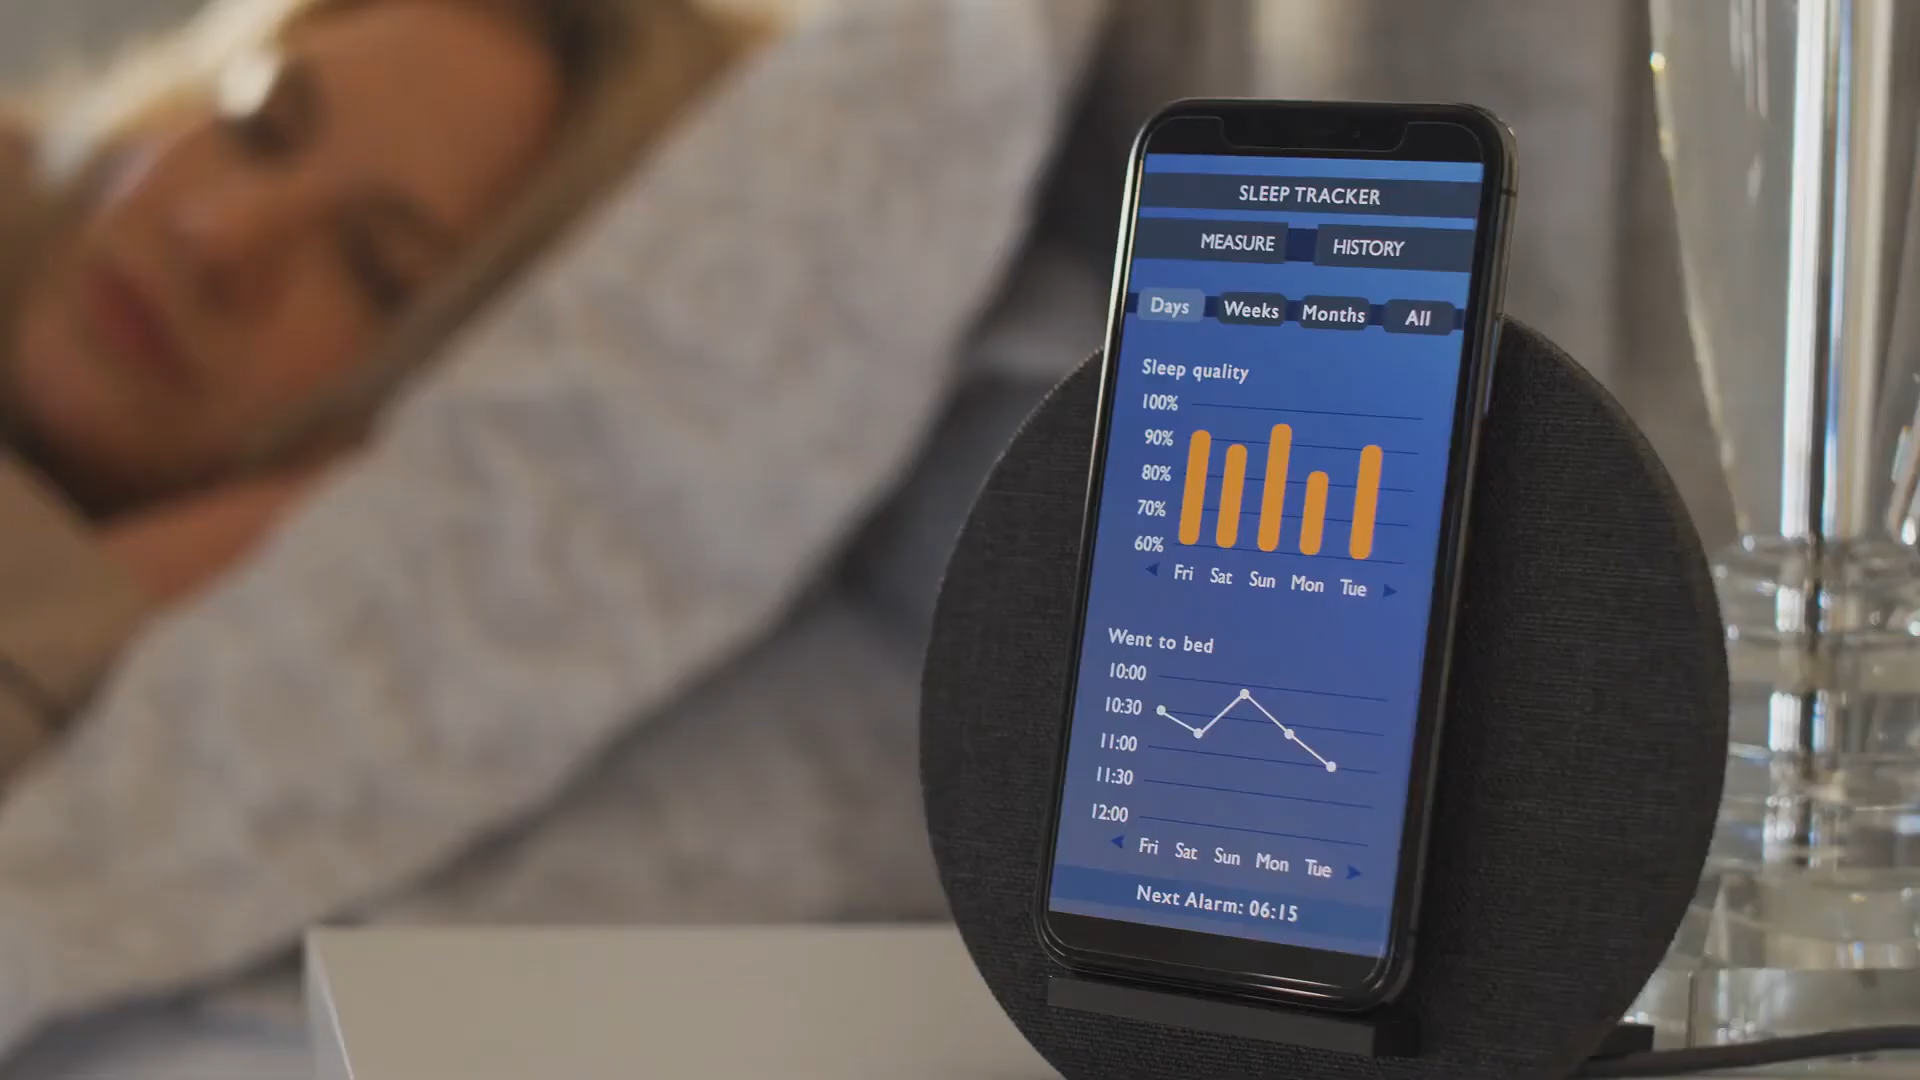 SLEEP TRACKER
MEASURE HISTORY
Days Weeks Months All
Sleep quality
100%
90%
80%
70%
60%
Fri Sat Sun Mon Tue
Went to bed
10:00
10:30
11:00
11:30
12:00
Fri Sat Sun Mon Tue
Next Alarm: 06:15